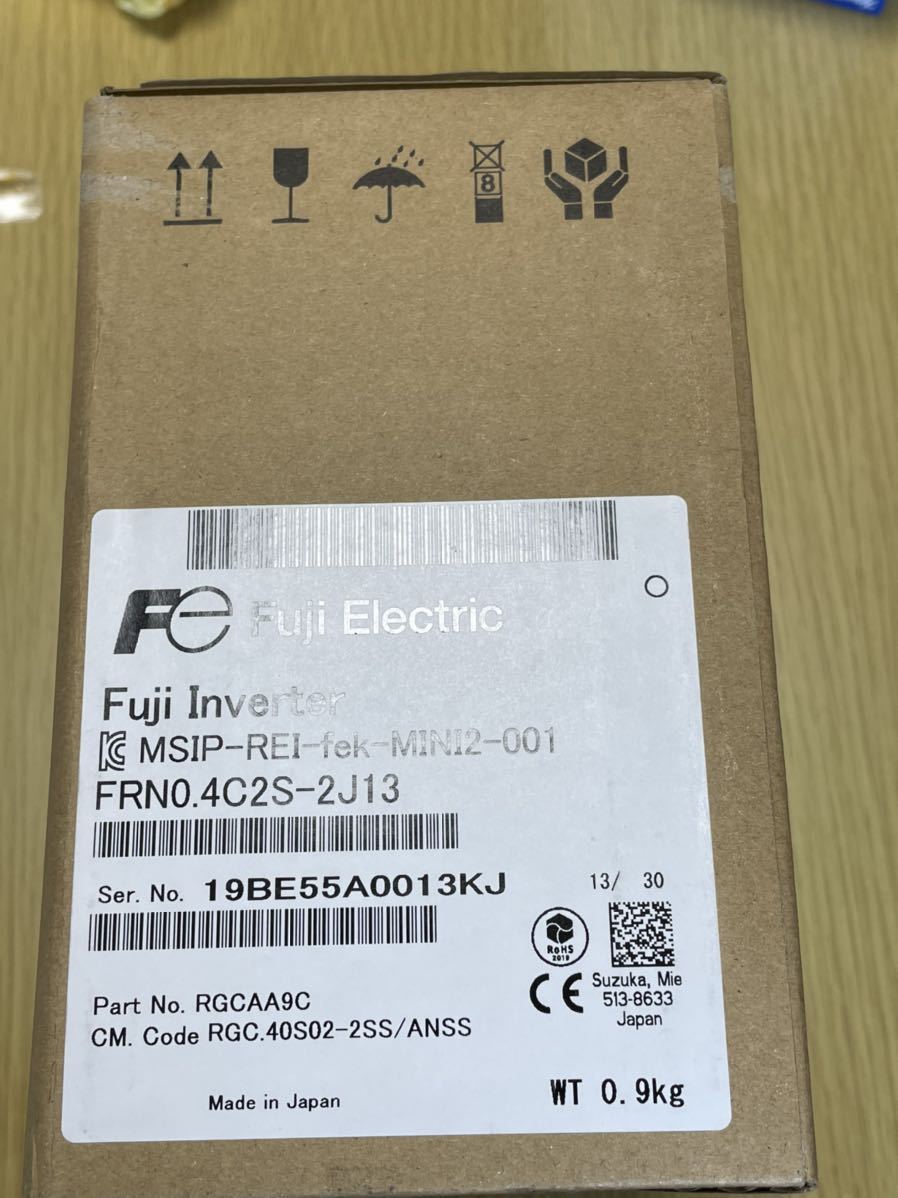 8
Fe Fuji Electric
Fuji Inverter
MSIP-REI-fek-MINI2-001
FRN0.4C2S-2J13
Ser. No. 19BE55A0013KJ
13/ 30
RoHS
2019
CE
Suzuka, Mie
513-8633
Japan
Part No. RGCAA9C
CM. Code RGC.40S02-2SS/ANSS
Made in Japan
WT 0.9kg